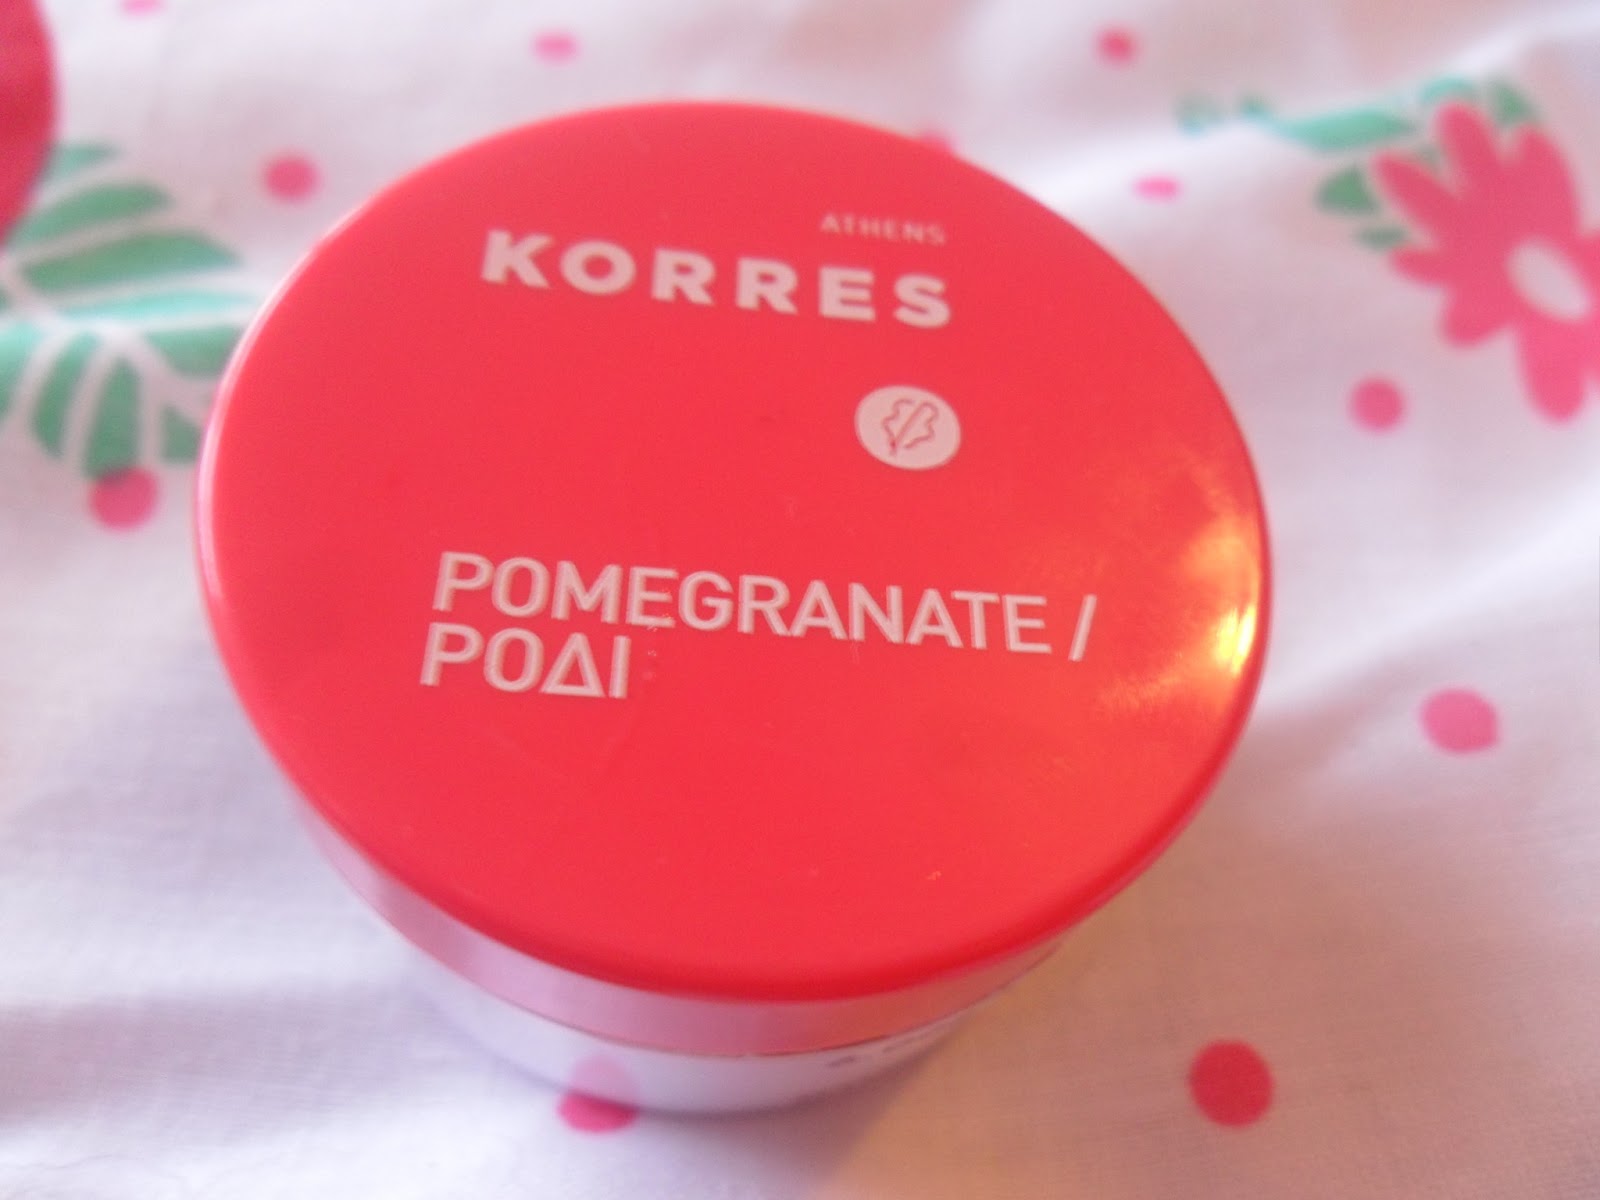 ATHENS
KORRES
POMEGRANATE /
ΡΟΔΙ